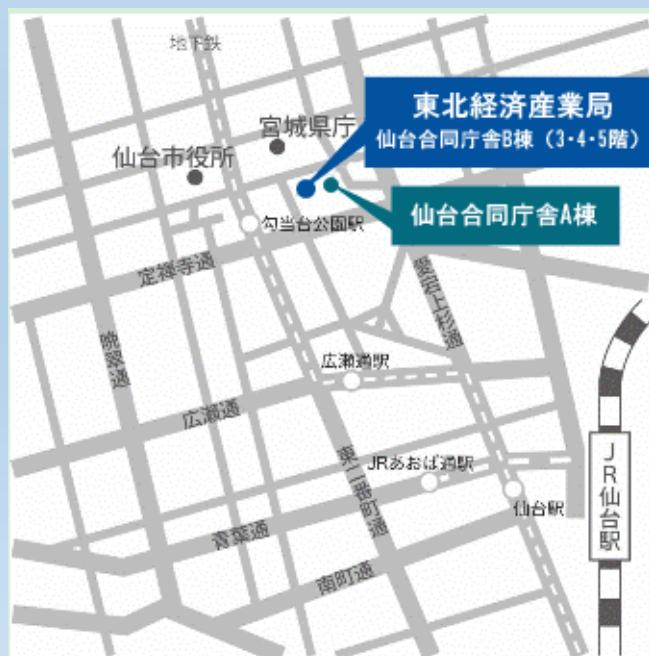 地下鉄
東北経済産業局
仙台合同庁舎B棟（3・4・5階）
宮城県庁
仙台市役所
仙台合同庁舎A棟
勾当台公園駅
定禅寺通
愛宕上杉通
晩翠通
広瀬通駅
広瀬通
東二番町通
JRあおば通駅
仙台駅
JR仙台駅
青葉通
南町通